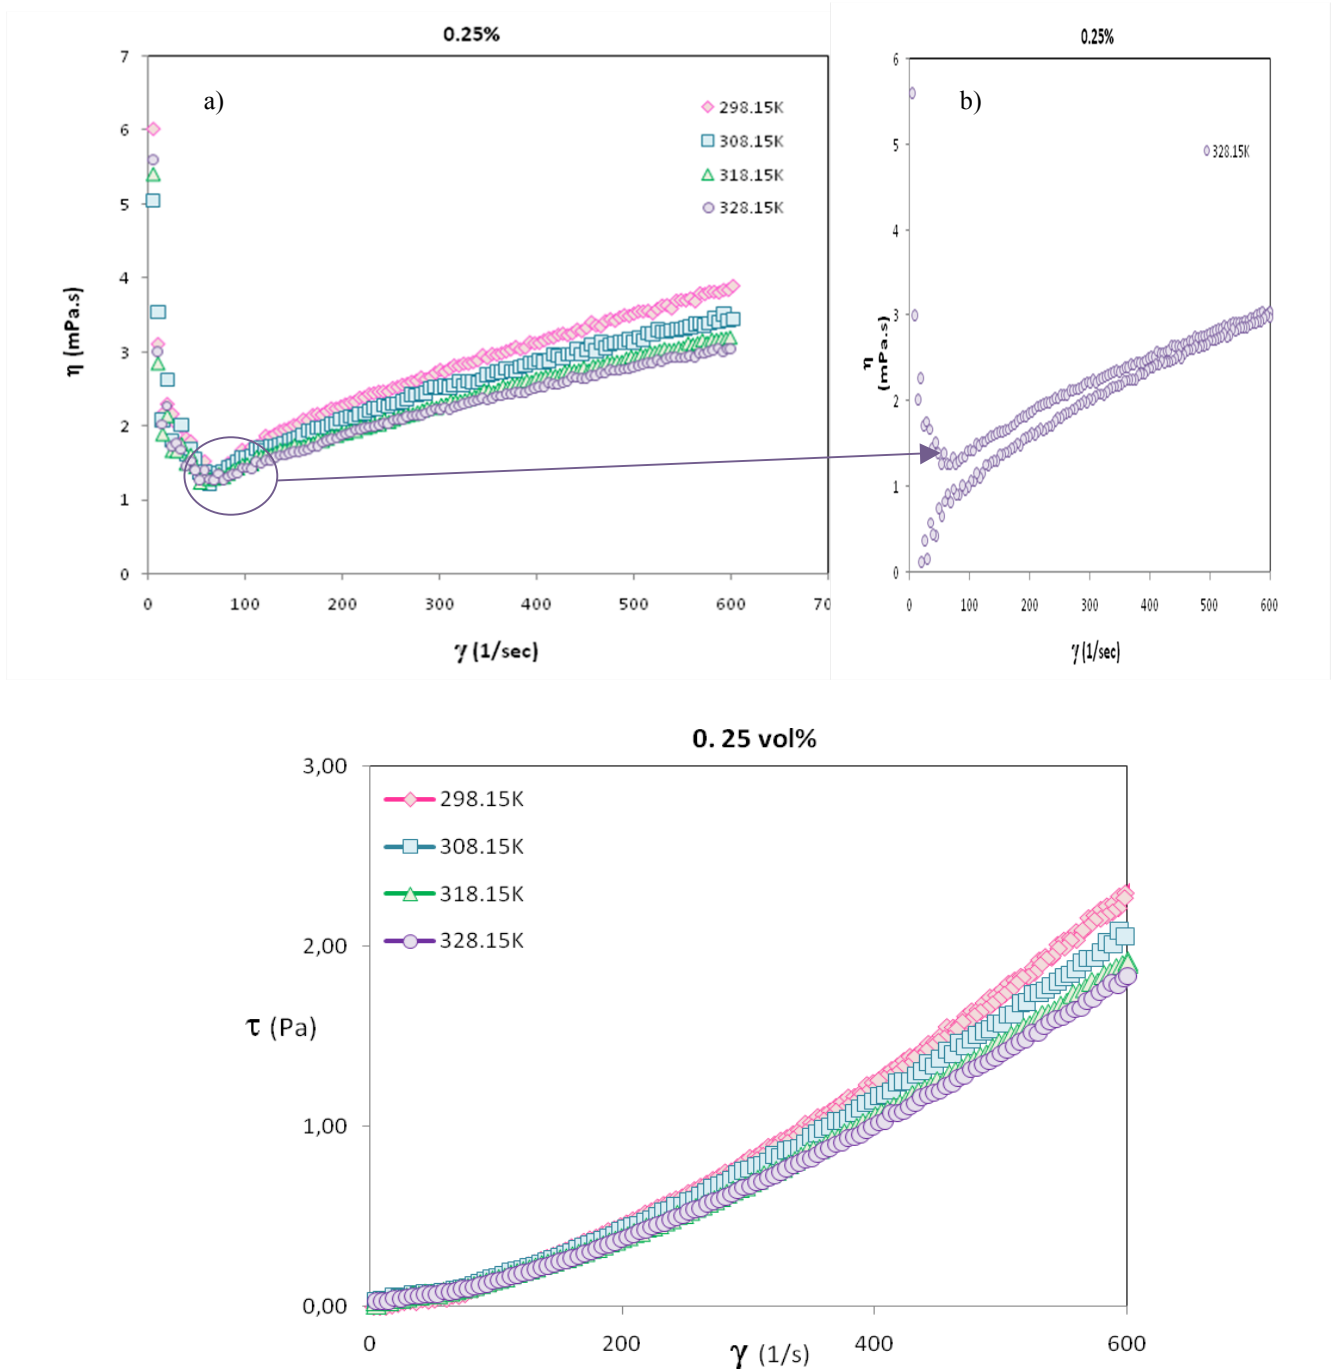 0.25%
a)
7
6
5
4
3
2
1
0
η (mPa.s)
298.15K
308.15K
318.15K
328.15K
0 100 200 300 400 500 600 70
γ (1/sec)
0.25%
b)
6
5
4
3
2
1
0
η
(mPa.s)
328.15K
0 100 200 300 400 500 600
γ (1/sec)
0. 25 vol%
3,00
2,00
1,00
0,00
298.15K
308.15K
318.15K
328.15K
τ (Pa)
0 200 400 600
γ (1/s)